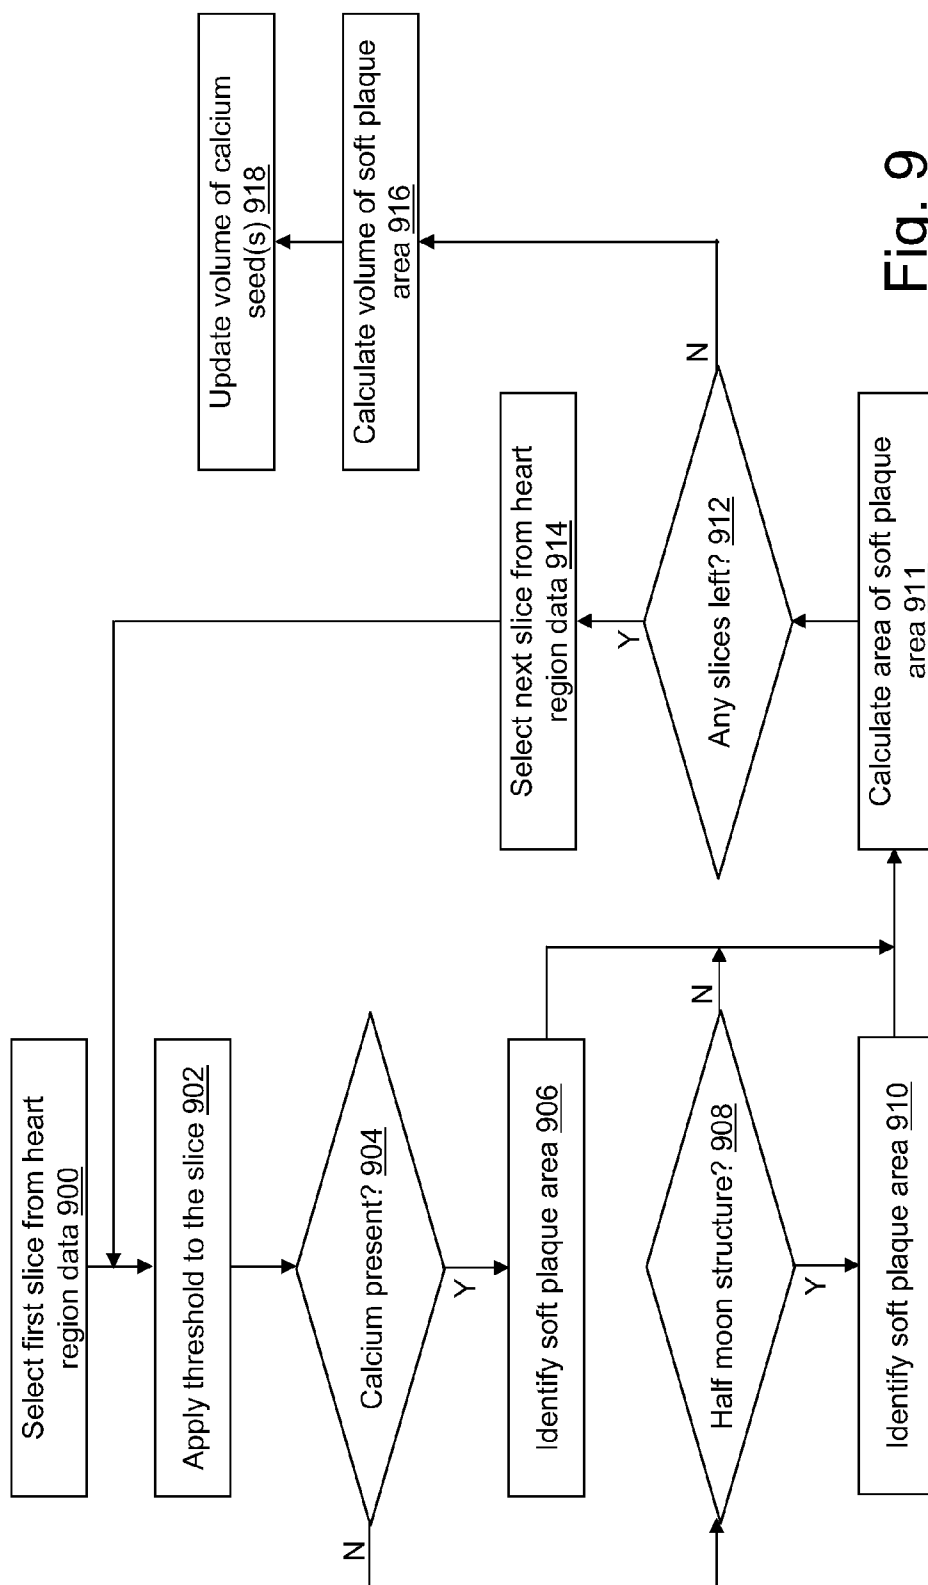 Select first slice from heart
region data 900
Apply threshold to the slice 902
Calcium present? 904
N
Y
Identify soft plaque area 906
Half moon structure? 908
N
Y
Identify soft plaque area 910
Calculate area of soft plaque
area 911
Any slices left? 912
Y
N
Select next slice from heart
region data 914
Calculate volume of soft plaque
area 916
Update volume of calcium
seed(s) 918
Fig. 9